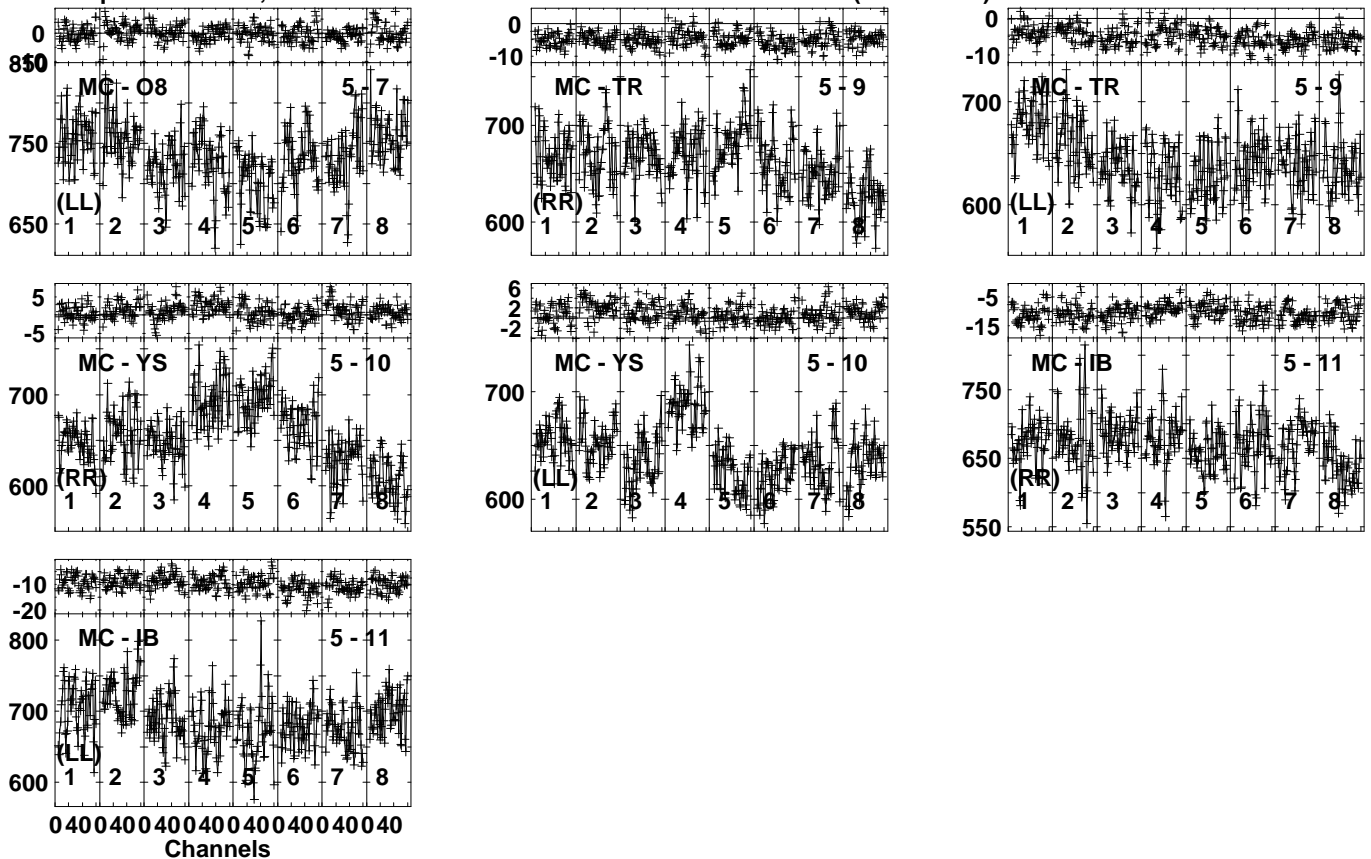 0
-10
0
-10
0
-10
850
750
650
MC - O8 5 - 7
(LL)
1 2 3 4 5 6 7 8
700
600
MC - TR 5 - 9
(RR)
1 2 3 4 5 6 7 8
700
600
MC - TR 5 - 9
(LL)
1 2 3 4 5 6 7 8
5
-5
6
2
-2
-5
-15
700
600
MC - YS 5 - 10
(RR)
1 2 3 4 5 6 7 8
700
600
MC - YS 5 - 10
(LL)
1 2 3 4 5 6 7 8
750
650
550
MC - IB 5 - 11
(RR)
1 2 3 4 5 6 7 8
-10
-20
800
700
600
MC - IB 5 - 11
(LL)
1 2 3 4 5 6 7 8
0 40 0 40 0 40 0 40 0 40 0 40 0 40 0 40
Channels